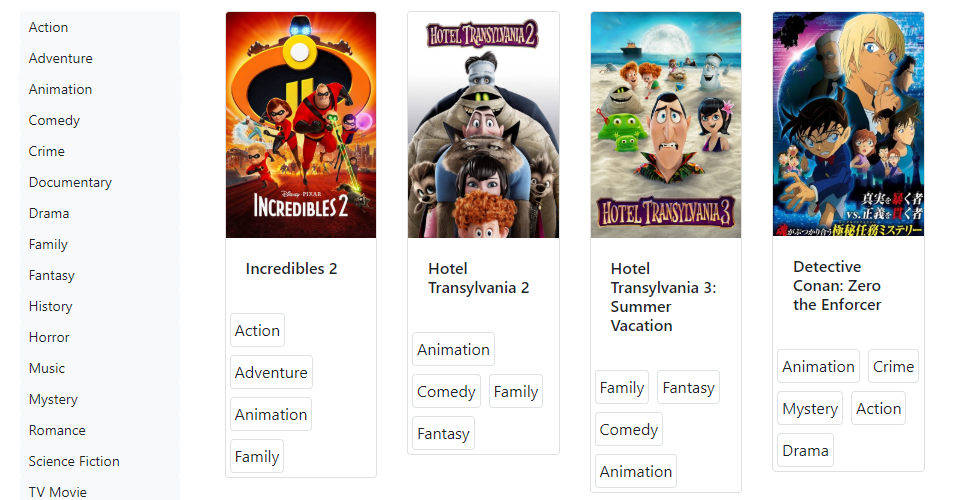 Action
Adventure
Animation
Comedy
Crime
Documentary
Drama
Family
Fantasy
History
Horror
Music
Mystery
Romance
Science Fiction
TV Movie
DISNEY PIXAR
INCREDIBLES 2
Incredibles 2
Action
Adventure
Animation
Family
HOTEL TRANSYLVANIA 2
Hotel
Transylvania 2
Animation
Comedy Family
Fantasy
HOTEL TRANSYLVANIA 3
Hotel
Transylvania 3:
Summer
Vacation
Family Fantasy
Comedy
Animation
真実を暴く者
vs.正義を貫く者
魂がぶつかり合う極秘任務ミステリー
Detective
Conan: Zero
the Enforcer
Animation Crime
Mystery Action
Drama